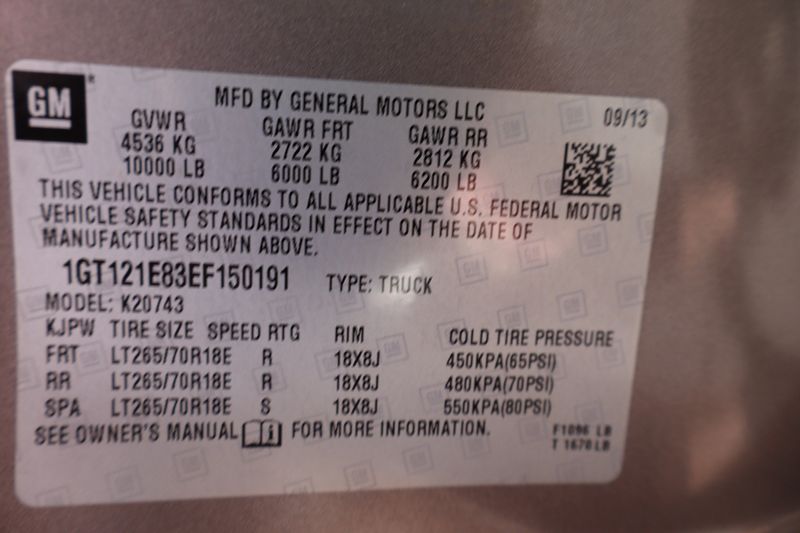 GM
MFD BY GENERAL MOTORS LLC
09/13
GVWR GAWR FRT GAWR RR
4536 KG 2722 KG 2812 KG
10000 LB 6000 LB 6200 LB
THIS VEHICLE CONFORMS TO ALL APPLICABLE U.S. FEDERAL MOTOR
VEHICLE SAFETY STANDARDS IN EFFECT ON THE DATE OF
MANUFACTURE SHOWN ABOVE.
1GT121E83EF150191 TYPE: TRUCK
MODEL: K20743
KJPW TIRE SIZE SPEED RTG RIM COLD TIRE PRESSURE
FRT LT265/70R18E R 18X8J 450KPA(65PSI)
RR LT265/70R18E R 18X8J 480KPA(70PSI)
SPA LT265/70R18E S 18X8J 550KPA(80PSI)
SEE OWNER'S MANUAL FOR MORE INFORMATION.
LB
LB